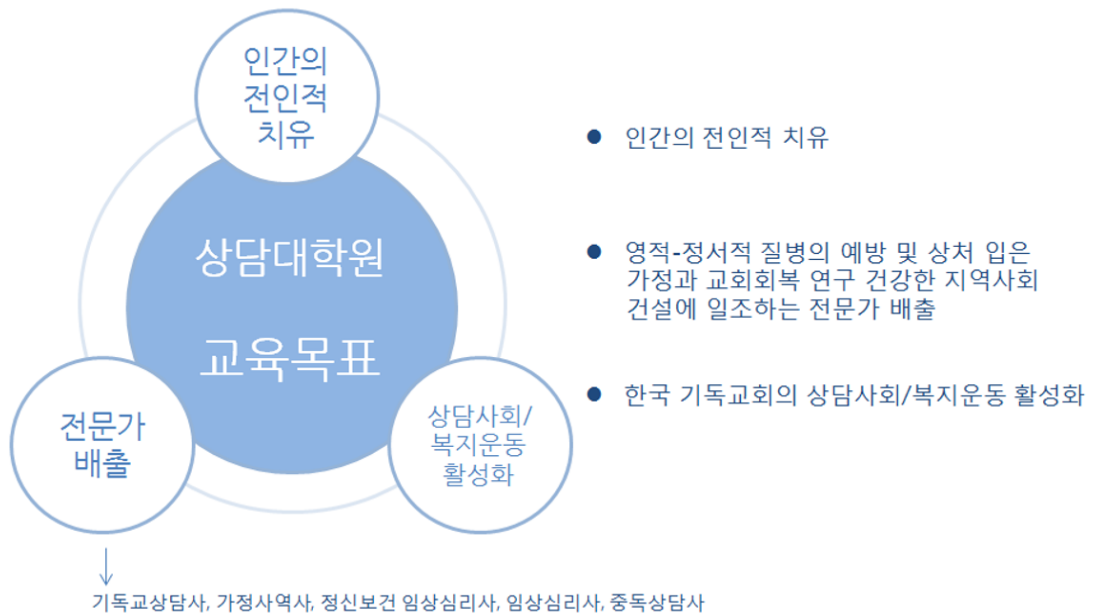 인간의
전인적
치유
상담대학원
교육목표
전문가
배출
상담사회/
복지운동
활성화
● 인간의 전인적 치유
● 영적-정서적 질병의 예방 및 상처 입은
가정과 교회회복 연구 건강한 지역사회
건설에 일조하는 전문가 배출
● 한국 기독교회의 상담사회/복지운동 활성화
기독교상담사, 가정사역사, 정신보건 임상심리사, 임상심리사, 중독상담사